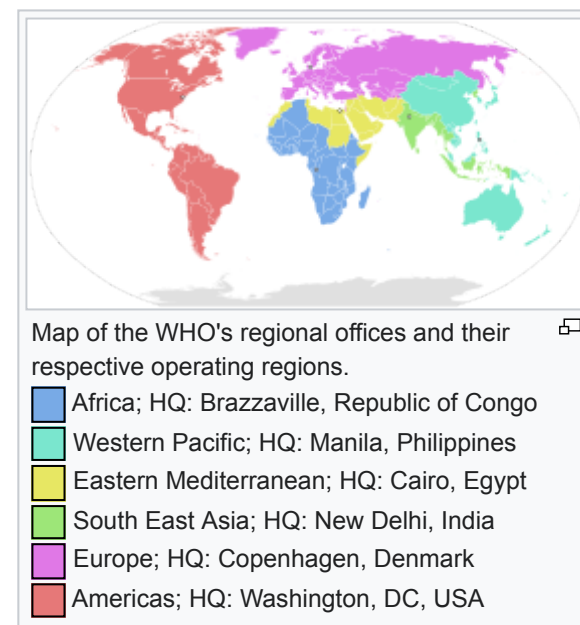 Map of the WHO's regional offices and their
respective operating regions.
Africa; HQ: Brazzaville, Republic of Congo
Western Pacific; HQ: Manila, Philippines
Eastern Mediterranean; HQ: Cairo, Egypt
South East Asia; HQ: New Delhi, India
Europe; HQ: Copenhagen, Denmark
Americas; HQ: Washington, DC, USA